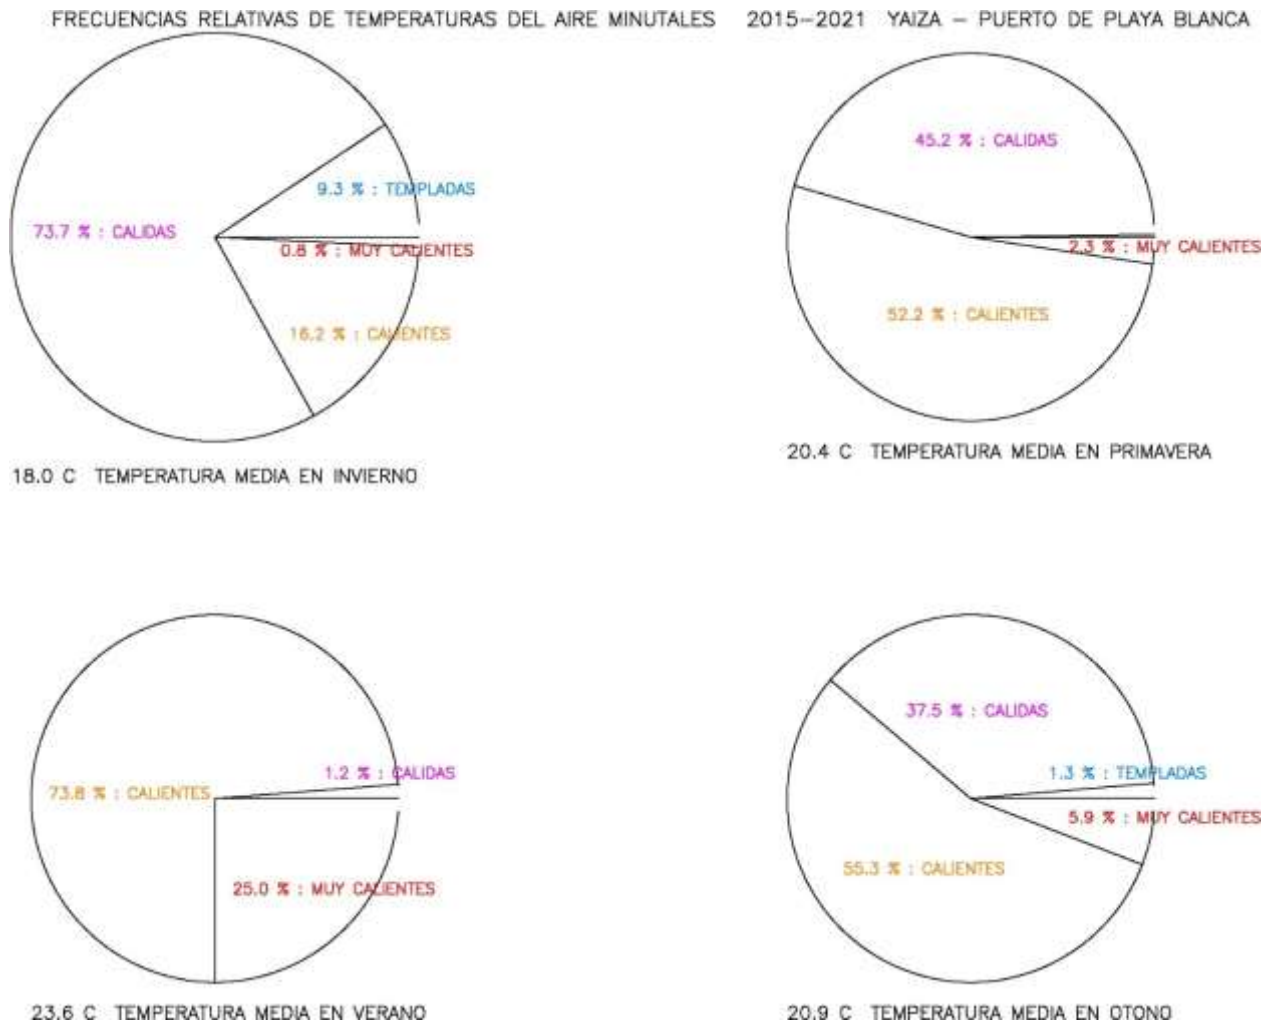 FRECUENCIAS RELATIVAS DE TEMPERATURAS DEL AIRE MINUTALES 2015-2021 YAIZA - PUERTO DE PLAYA BLANCA
9.3 % : TEMPLADAS
73.7 % : CALIDAS
0.8 % : MUY CALIENTES
16.2 % : CALIENTES
18.0 C TEMPERATURA MEDIA EN INVIERNO
45.2 % : CALIDAS
2.3 % : MUY CALIENTES
52.2 % : CALIENTES
20.4 C TEMPERATURA MEDIA EN PRIMAVERA
1.2 % : CALIDAS
73.8 % : CALIENTES
25.0 % : MUY CALIENTES
23.6 C TEMPERATURA MEDIA EN VERANO
37.5 % : CALIDAS
1.3 % : TEMPLADAS
5.9 % : MUY CALIENTES
55.3 % : CALIENTES
20.9 C TEMPERATURA MEDIA EN OTONO